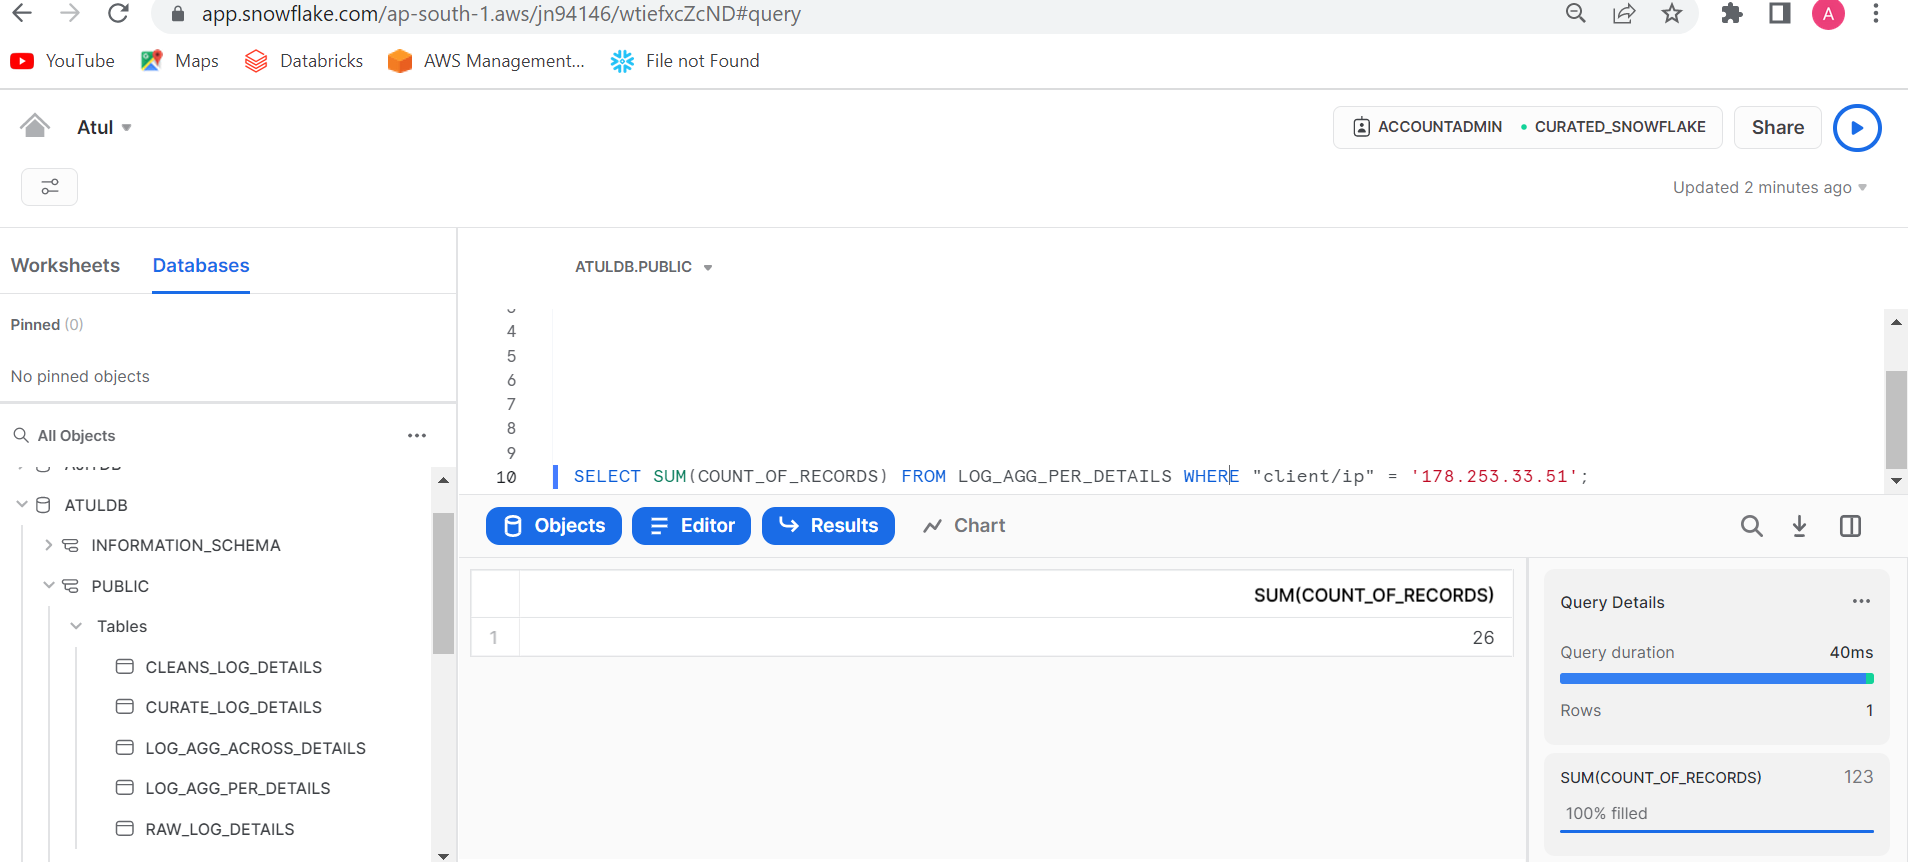 app.snowflake.com/ap-south-1.aws/jn94146/wtiefxcZcND#query
A
YouTube Maps Databricks AWS Management... File not Found
Atul
ACCOUNTADMIN CURATED_SNOWFLAKE Share
Updated 2 minutes ago
Worksheets Databases
ATULDB.PUBLIC
Pinned (0)
No pinned objects
All Objects
ATULDB
INFORMATION_SCHEMA
PUBLIC
Tables
CLEANS_LOG_DETAILS
CURATE_LOG_DETAILS
LOG_AGG_ACROSS_DETAILS
LOG_AGG_PER_DETAILS
RAW_LOG_DETAILS
4
5
6
7
8
9
10 SELECT SUM(COUNT_OF_RECORDS) FROM LOG_AGG_PER_DETAILS WHERE "client/ip" = '178.253.33.51';
Objects Editor Results Chart
SUM(COUNT_OF_RECORDS)
1 26
Query Details
Query duration 40ms
Rows 1
SUM(COUNT_OF_RECORDS) 123
100% filled